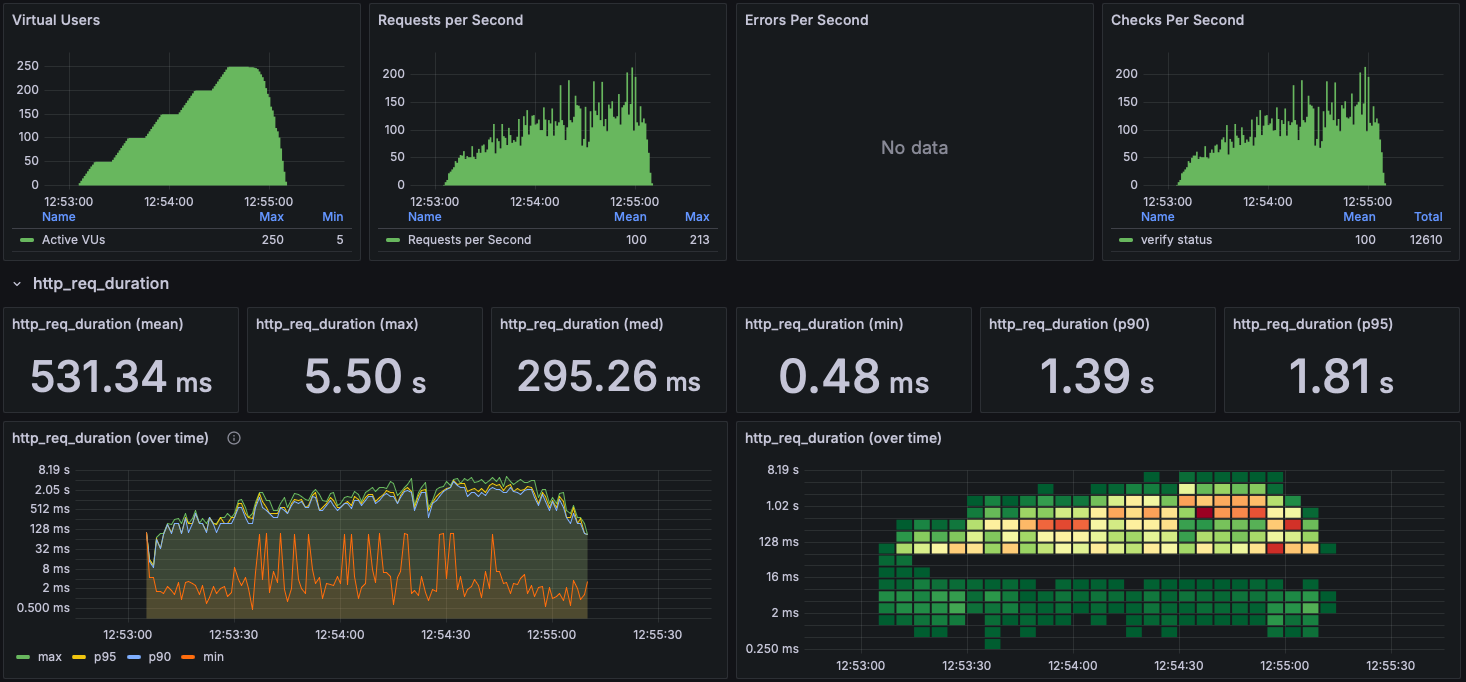 Virtual Users
250
200
150
100
50
0
12:53:00 12:54:00 12:55:00
Name Max Min
Active VUs 250 5
Requests per Second
200
150
100
50
0
12:53:00 12:54:00 12:55:00
Name Mean Max
Requests per Second 100 213
Errors Per Second
No data
Checks Per Second
200
150
100
50
0
12:53:00 12:54:00 12:55:00
Name Mean Total
verify status 100 12610
http_req_duration
http_req_duration (mean)
531.34 ms
http_req_duration (max)
5.50 s
http_req_duration (med)
295.26 ms
http_req_duration (min)
0.48 ms
http_req_duration (p90)
1.39 s
http_req_duration (p95)
1.81 s
http_req_duration (over time)
8.19 s
2.05 s
512 ms
128 ms
32 ms
8 ms
2 ms
0.500 ms
12:53:00 12:53:30 12:54:00 12:54:30 12:55:00 12:55:30
max p95 p90 min
http_req_duration (over time)
8.19 s
1.02 s
128 ms
16 ms
2 ms
0.250 ms
12:53:00 12:53:30 12:54:00 12:54:30 12:55:00 12:55:30